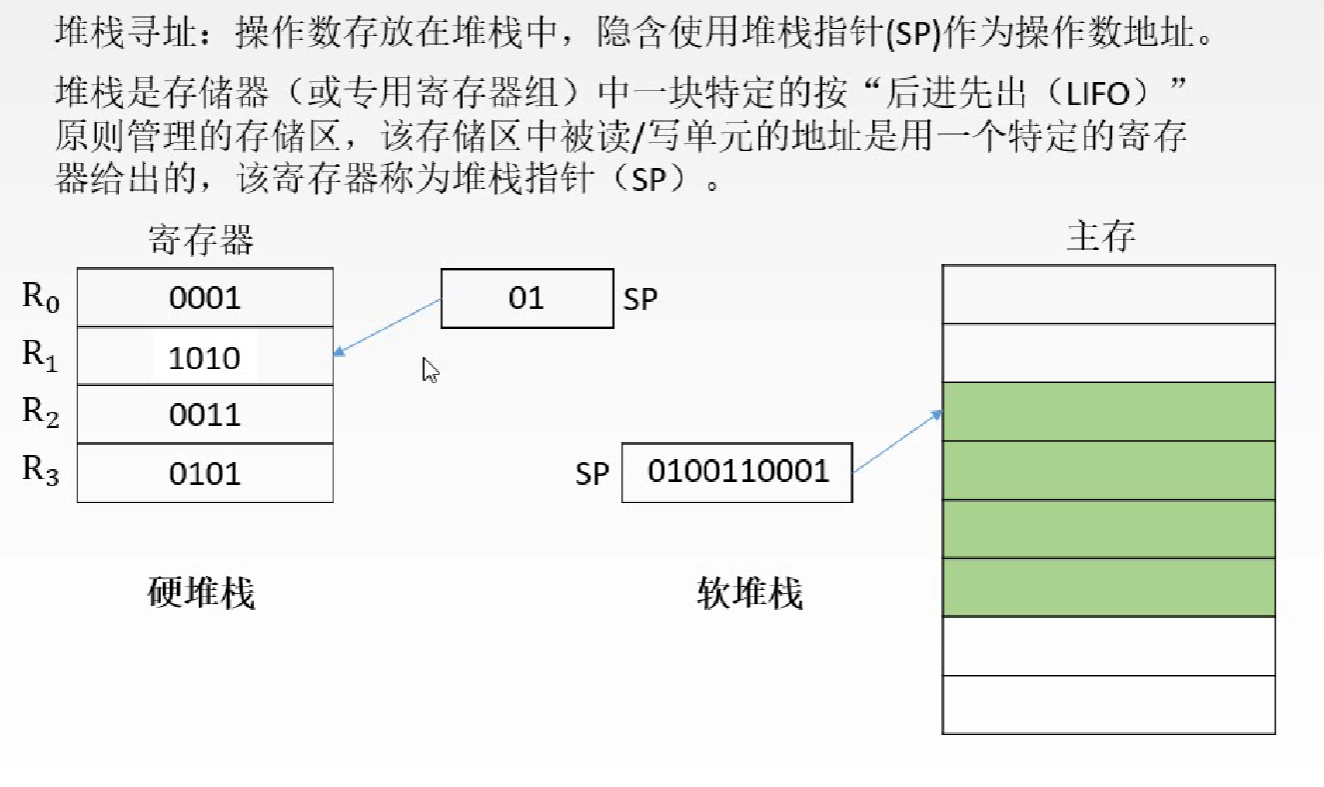 堆栈寻址：操作数存放在堆栈中，隐含使用堆栈指针(SP)作为操作数地址。
堆栈是存储器（或专用寄存器组）中一块特定的按“后进先出（LIFO）”
原则管理的存储区，该存储区中被读/写单元的地址是用一个特定的寄存
器给出的，该寄存器称为堆栈指针（SP）。
寄存器
主存
R₀ 0001
01 SP
R₁ 1010
R₂ 0011
R₃ 0101
SP 0100110001
硬堆栈
软堆栈